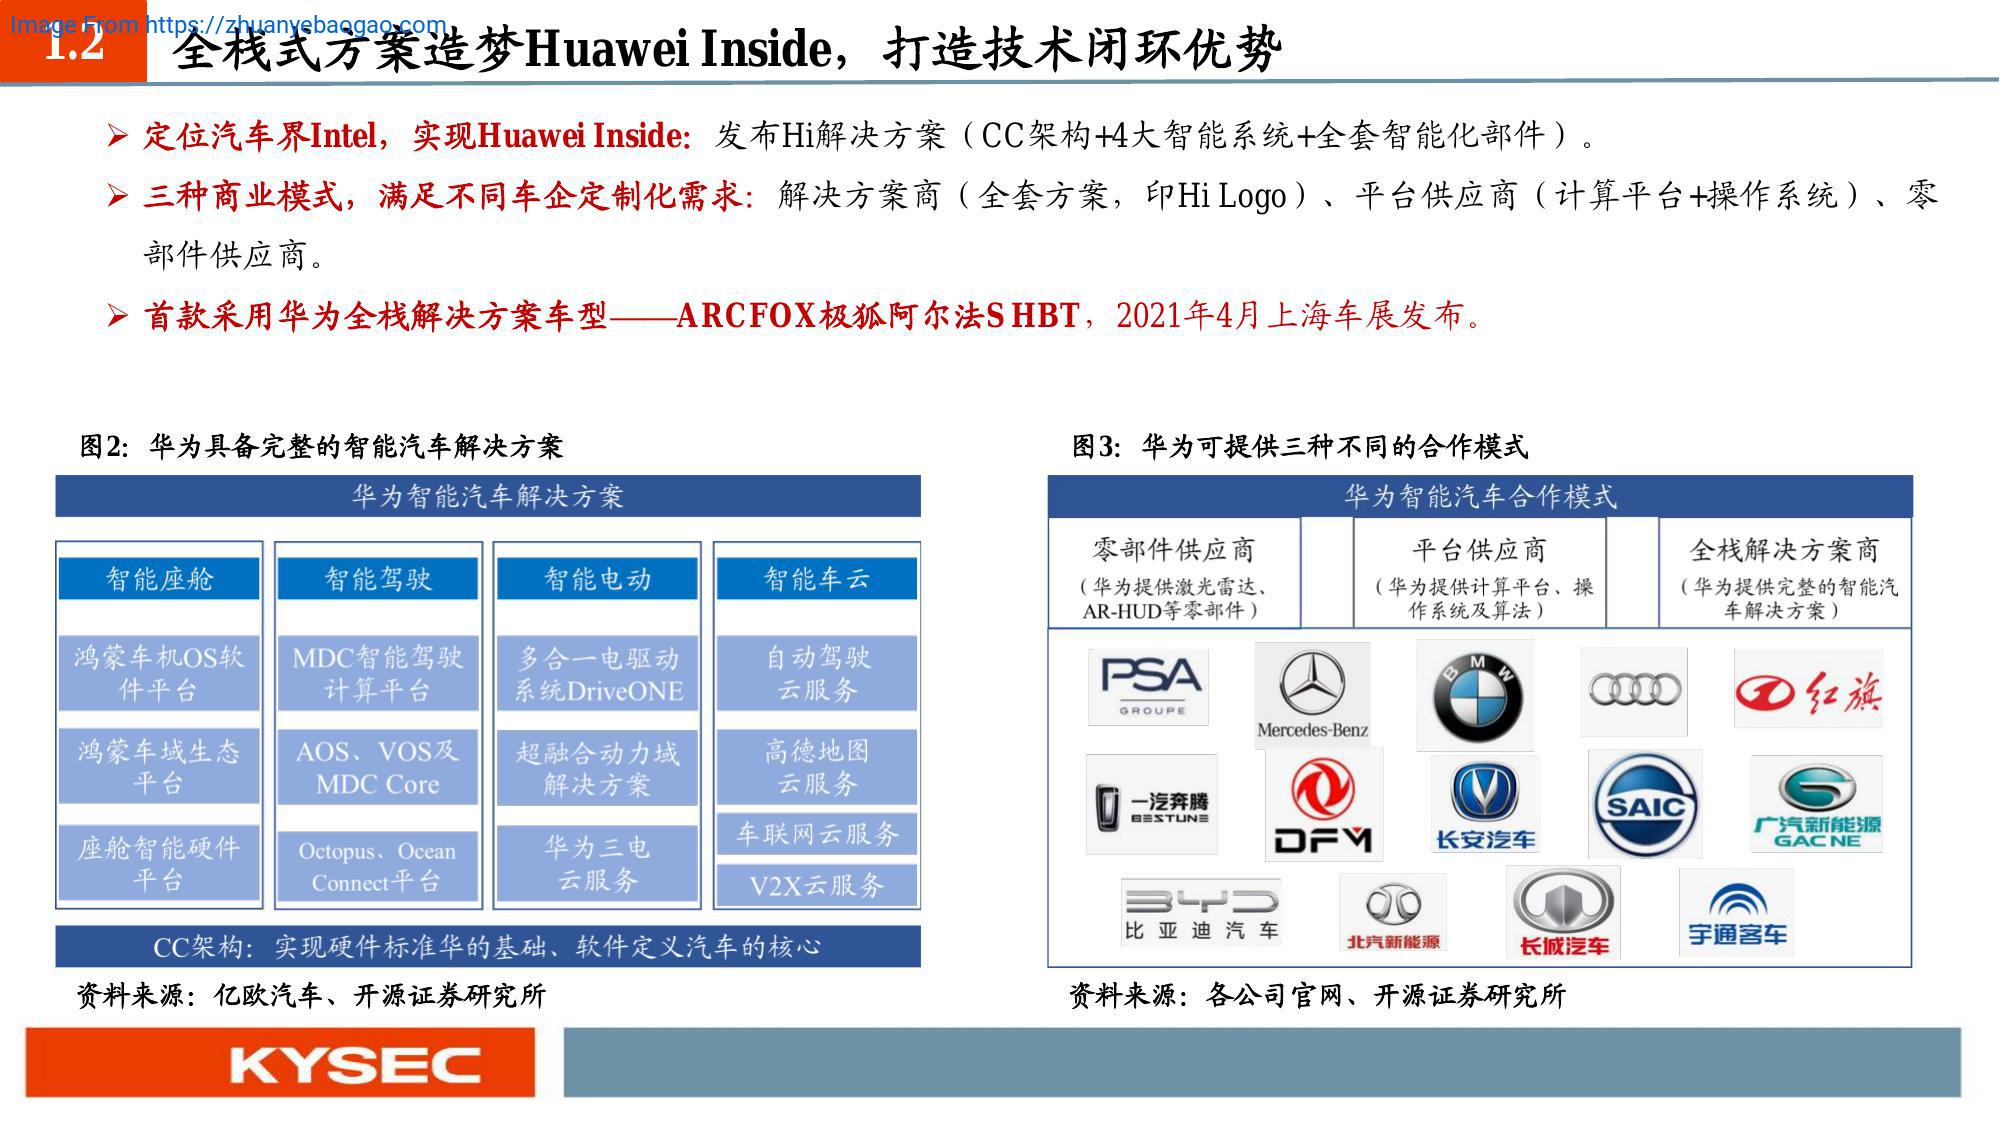 Image From https://zhuanyebaogao.com
1.2
全栈式方案造梦Huawei Inside，打造技术闭环优势
➢ 定位汽车界Intel，实现Huawei Inside：发布Hi解决方案（CC架构+4大智能系统+全套智能化部件）。
➢ 三种商业模式，满足不同车企定制化需求：解决方案商（全套方案，印Hi Logo）、平台供应商（计算平台+操作系统）、零
部件供应商。
➢ 首款采用华为全栈解决方案车型——ARCFOX极狐阿尔法S HBT，2021年4月上海车展发布。
图2：华为具备完整的智能汽车解决方案
华为智能汽车解决方案
智能座舱
鸿蒙车机OS软
件平台
鸿蒙车域生态
平台
座舱智能硬件
平台
智能驾驶
MDC智能驾驶
计算平台
AOS、VOS及
MDC Core
Octopus、Ocean
Connect平台
智能电动
多合一电驱动
系统DriveONE
超融合动力域
解决方案
华为三电
云服务
智能车云
自动驾驶
云服务
高德地图
云服务
车联网云服务
V2X云服务
CC架构：实现硬件标准华的基础、软件定义汽车的核心
资料来源：亿欧汽车、开源证券研究所
图3：华为可提供三种不同的合作模式
华为智能汽车合作模式
零部件供应商
（华为提供激光雷达、
AR-HUD等零部件）
平台供应商
（华为提供计算平台、操
作系统及算法）
全栈解决方案商
（华为提供完整的智能汽
车解决方案）
PSA
GROUPE
Mercedes-Benz
BMW
红旗
一汽奔腾
BESTUNE
DFM
长安汽车
SAIC
广汽新能源
GAC NE
BYD
比亚迪汽车
北汽新能源
长城汽车
宇通客车
资料来源：各公司官网、开源证券研究所
KYSEC